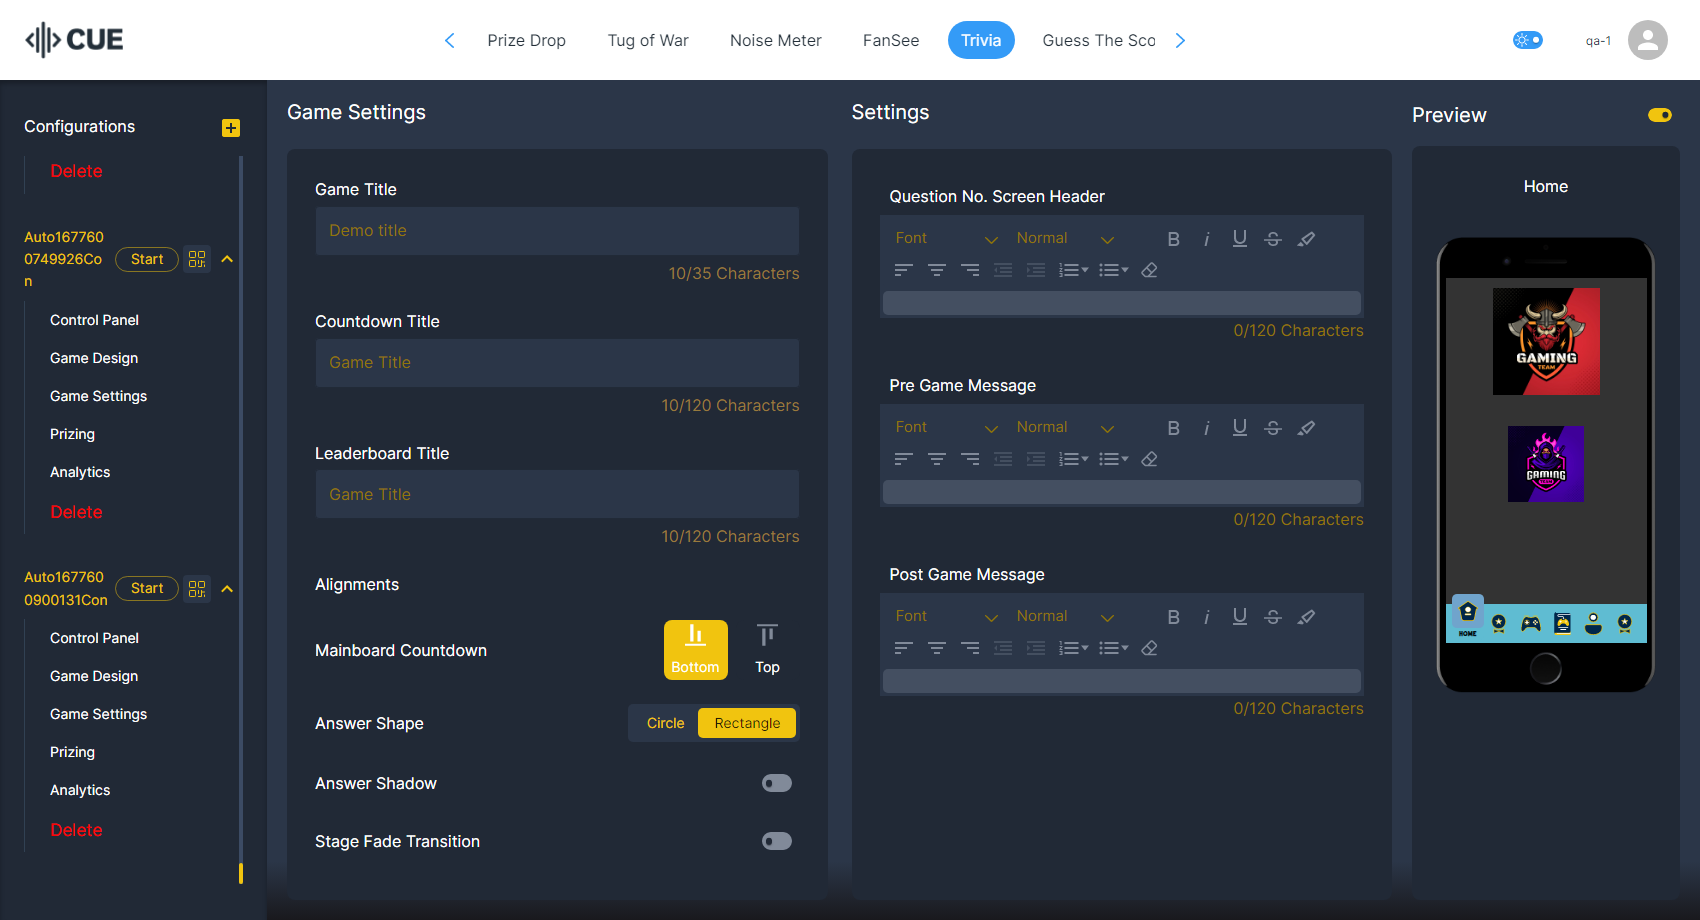 CUE
Prize Drop
Tug of War
Noise Meter
FanSee
Trivia
Guess The Sco
qa-1
Configurations
Delete
Auto167760
0749926Co
n
Start
Control Panel
Game Design
Game Settings
Prizing
Analytics
Delete
Auto167760
0900131Con
Start
Control Panel
Game Design
Game Settings
Prizing
Analytics
Delete
Game Settings
Game Title
Demo title
10/35 Characters
Countdown Title
Game Title
10/120 Characters
Leaderboard Title
Game Title
10/120 Characters
Alignments
Mainboard Countdown
Bottom
Top
Answer Shape
Circle
Rectangle
Answer Shadow
Stage Fade Transition
Settings
Question No. Screen Header
Font
Normal
B
i
U
S
0/120 Characters
Pre Game Message
Font
Normal
B
i
U
S
0/120 Characters
Post Game Message
Font
Normal
B
i
U
S
0/120 Characters
Preview
Home
GAMING
TEAM
GAMING
TEAM
HOME